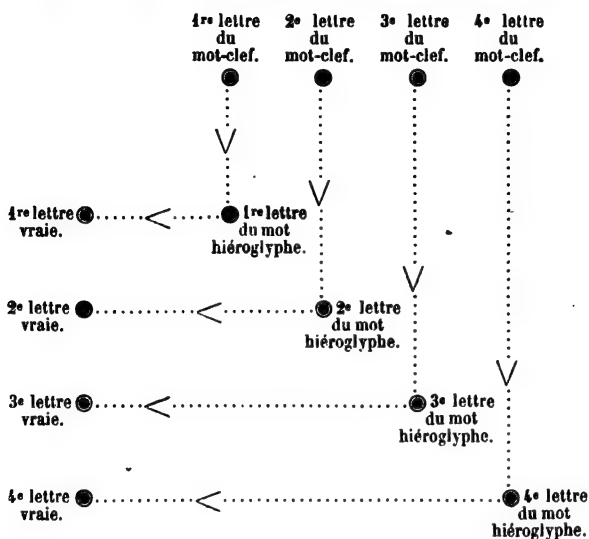 1re lettre du mot-clef.
2e lettre du mot-clef.
3e lettre du mot-clef.
4e lettre du mot-clef.
1re lettre vraie.
1re lettre du mot hiéroglyphe.
2e lettre vraie.
2e lettre du mot hiéroglyphe.
3e lettre vraie.
3e lettre du mot hiéroglyphe.
4e lettre vraie.
4e lettre du mot hiéroglyphe.